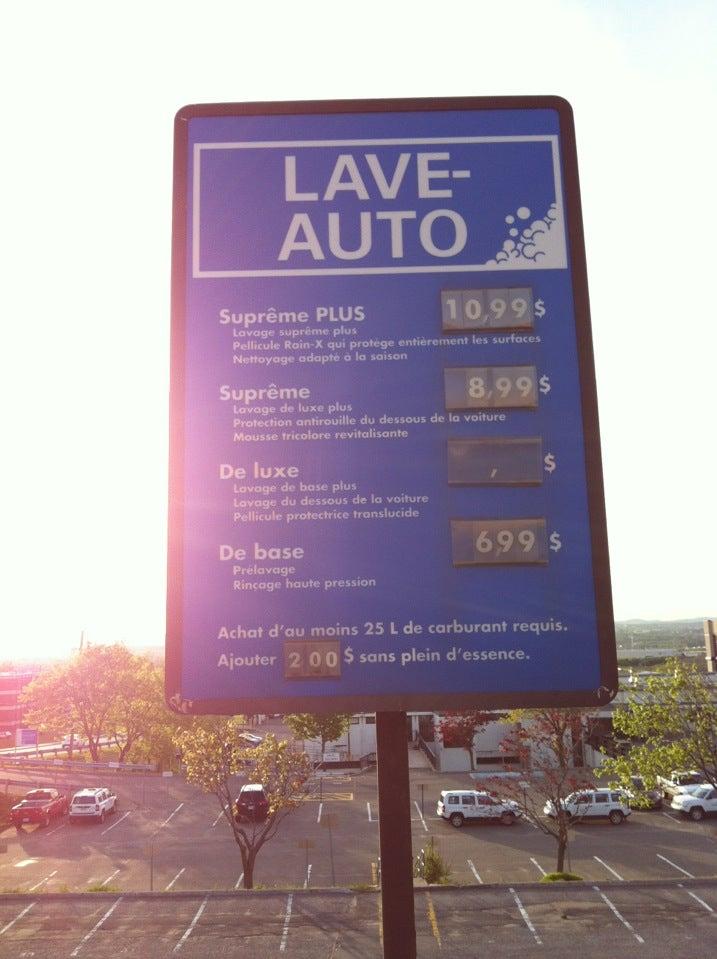 LAVE-
AUTO
Suprême PLUS 10,99 $
Lavage suprême plus
Pellicule Rain-X qui protége entièrement les surfaces
Nettoyage adapté à la saison
Suprême 8,99 $
Lavage de luxe plus
Protection antirouille du dessous de la voiture
Mousse tricolore revitalisante
De luxe , $
Lavage de base plus
Lavage du dessous de la voiture
Pellicule protectrice translucide
De base 6,99 $
Prélavage
Rinçage haute pression
Achat d'au moins 25 L de carburant requis.
Ajouter 2 00 $ sans plein d'essence.